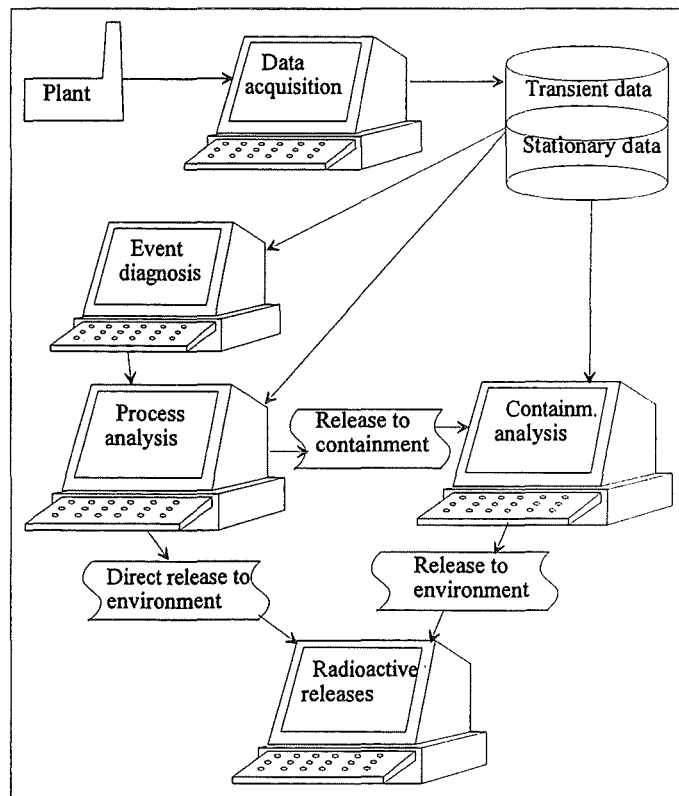 Plant
Data
acquisition
Transient data
Stationary data
Event
diagnosis
Process
analysis
Release to
containment
Containm.
analysis
Direct release to
environment
Release to
environment
Radioactive
releases